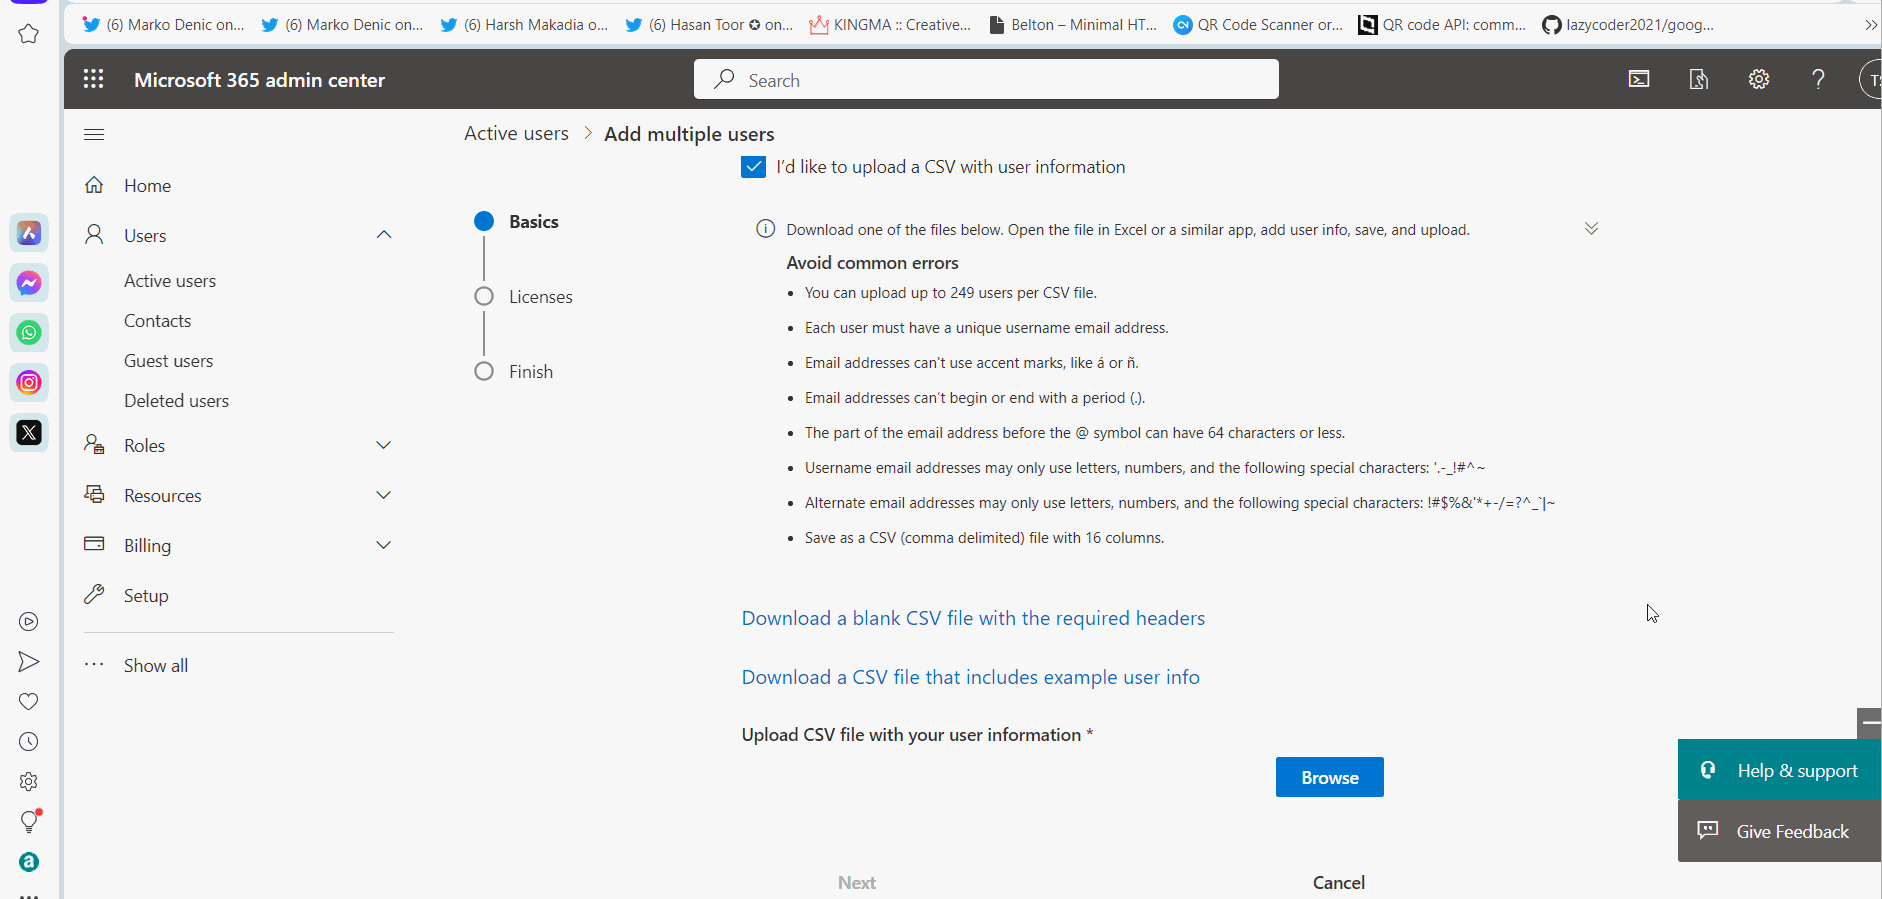 (6) Marko Denic on...
(6) Marko Denic on...
(6) Harsh Makadia o...
(6) Hasan Toor ✪ on...
KINGMA :: Creative...
Belton – Minimal HT...
QR Code Scanner or...
QR code API: comm...
lazycoder2021/goog...
Microsoft 365 admin center
Search
TS
Active users > Add multiple users
I'd like to upload a CSV with user information
Home
Users
Active users
Contacts
Guest users
Deleted users
Roles
Resources
Billing
Setup
Show all
Basics
Licenses
Finish
Download one of the files below. Open the file in Excel or a similar app, add user info, save, and upload.
Avoid common errors
• You can upload up to 249 users per CSV file.
• Each user must have a unique username email address.
• Email addresses can't use accent marks, like á or ñ.
• Email addresses can't begin or end with a period (.).
• The part of the email address before the @ symbol can have 64 characters or less.
• Username email addresses may only use letters, numbers, and the following special characters: '.-_!#^~
• Alternate email addresses may only use letters, numbers, and the following special characters: !#$%&'*+-/=?^_`|~
• Save as a CSV (comma delimited) file with 16 columns.
Download a blank CSV file with the required headers
Download a CSV file that includes example user info
Upload CSV file with your user information *
Browse
Help & support
Give Feedback
Next
Cancel